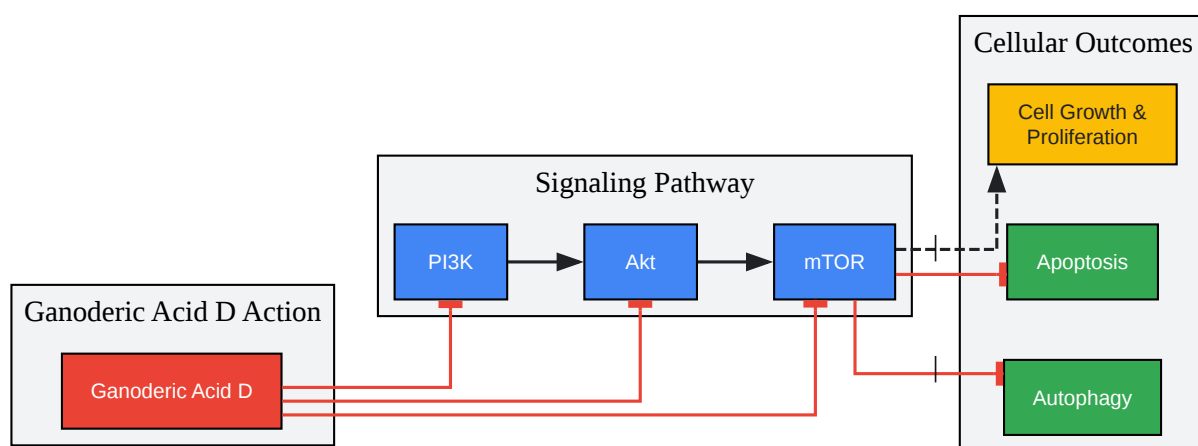 Cellular Outcomes
Cell Growth &
Proliferation
Signaling Pathway
PI3K
Akt
mTOR
Apoptosis
Ganoderic Acid D Action
Ganoderic Acid D
Autophagy